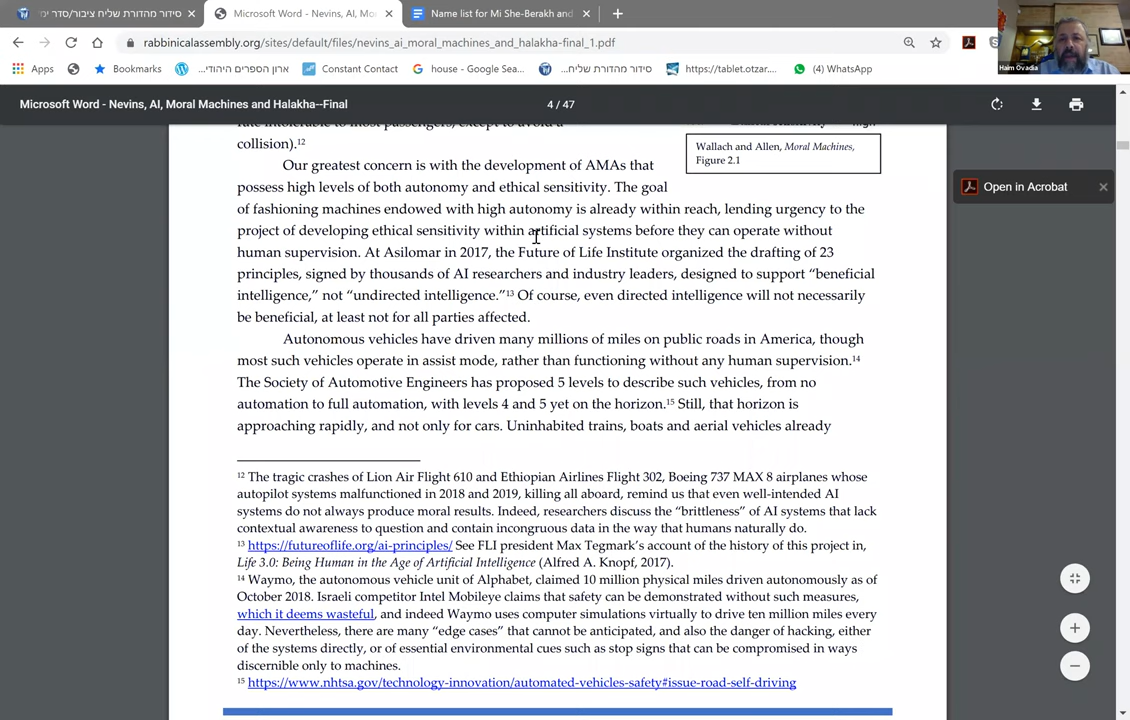 סידור מהדורת שליח ציבור/סדר ימי
Microsoft Word - Nevins, AI, Mo
Name list for Mi She-Berakh and
rabbinicalassembly.org/sites/default/files/nevins_ai_moral_machines_and_halakha-final_1.pdf
Apps
Bookmarks
ארון הספרים היהודי...
Constant Contact
house - Google Sea...
סידור מהדורת שליח...
https://tablet.otzar....
(4) WhatsApp
Haim Ovadia
Microsoft Word - Nevins, AI, Moral Machines and Halakha--Final
4 / 47
Open in Acrobat
collision).12
Wallach and Allen, Moral Machines,
Figure 2.1
Our greatest concern is with the development of AMAs that
possess high levels of both autonomy and ethical sensitivity. The goal
of fashioning machines endowed with high autonomy is already within reach, lending urgency to the
project of developing ethical sensitivity within artificial systems before they can operate without
human supervision. At Asilomar in 2017, the Future of Life Institute organized the drafting of 23
principles, signed by thousands of AI researchers and industry leaders, designed to support “beneficial
intelligence,” not “undirected intelligence.”13 Of course, even directed intelligence will not necessarily
be beneficial, at least not for all parties affected.
Autonomous vehicles have driven many millions of miles on public roads in America, though
most such vehicles operate in assist mode, rather than functioning without any human supervision.14
The Society of Automotive Engineers has proposed 5 levels to describe such vehicles, from no
automation to full automation, with levels 4 and 5 yet on the horizon.15 Still, that horizon is
approaching rapidly, and not only for cars. Uninhabited trains, boats and aerial vehicles already
12 The tragic crashes of Lion Air Flight 610 and Ethiopian Airlines Flight 302, Boeing 737 MAX 8 airplanes whose
autopilot systems malfunctioned in 2018 and 2019, killing all aboard, remind us that even well-intended AI
systems do not always produce moral results. Indeed, researchers discuss the “brittleness” of AI systems that lack
contextual awareness to question and contain incongruous data in the way that humans naturally do.
13 https://futureoflife.org/ai-principles/ See FLI president Max Tegmark’s account of the history of this project in,
Life 3.0: Being Human in the Age of Artificial Intelligence (Alfred A. Knopf, 2017).
14 Waymo, the autonomous vehicle unit of Alphabet, claimed 10 million physical miles driven autonomously as of
October 2018. Israeli competitor Intel Mobileye claims that safety can be demonstrated without such measures,
which it deems wasteful, and indeed Waymo uses computer simulations virtually to drive ten million miles every
day. Nevertheless, there are many “edge cases” that cannot be anticipated, and also the danger of hacking, either
of the systems directly, or of essential environmental cues such as stop signs that can be compromised in ways
discernible only to machines.
15 https://www.nhtsa.gov/technology-innovation/automated-vehicles-safety#issue-road-self-driving